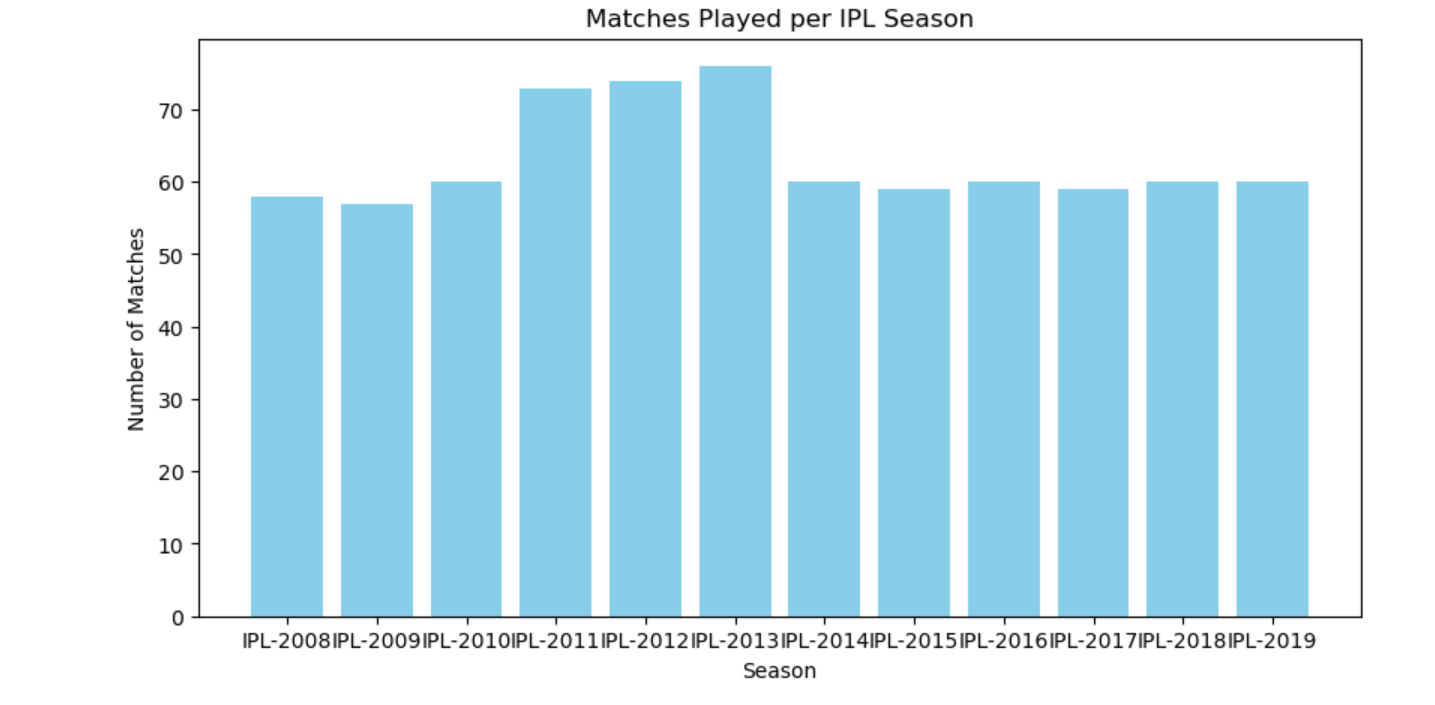 Matches Played per IPL Season
Number of Matches
70
60
50
40
30
20
10
0
IPL-2008 IPL-2009 IPL-2010 IPL-2011 IPL-2012 IPL-2013 IPL-2014 IPL-2015 IPL-2016 IPL-2017 IPL-2018 IPL-2019
Season